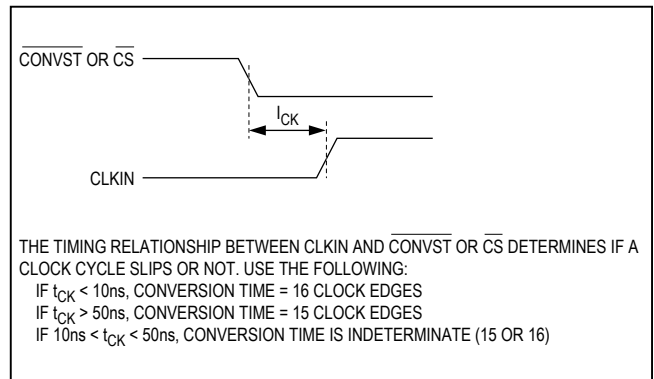 CONVST OR CS
lCK
CLKIN
THE TIMING RELATIONSHIP BETWEEN CLKIN AND CONVST OR CS DETERMINES IF A
CLOCK CYCLE SLIPS OR NOT. USE THE FOLLOWING:
IF tCK < 10ns, CONVERSION TIME = 16 CLOCK EDGES
IF tCK > 50ns, CONVERSION TIME = 15 CLOCK EDGES
IF 10ns < tCK < 50ns, CONVERSION TIME IS INDETERMINATE (15 OR 16)